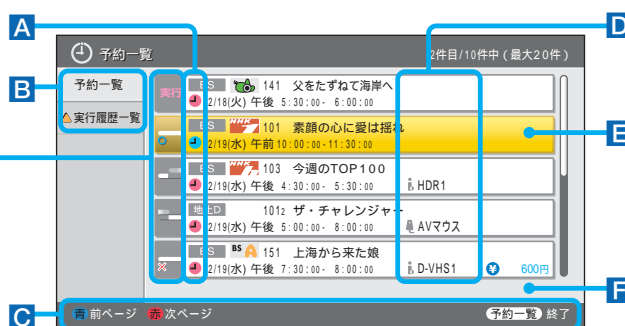 A
D
予約一覧
2件目/10件中(最大20件)
B
予約一覧
実行履歴一覧
実行
BS 141 父をたずねて海岸へ
2/18(火) 午後 5:30:00- 6:00:00
E
BS 101 素顔の心に愛は揺れ
2/19(水) 午前10:00:00-11:30:00
BS 103 今週のTOP100
2/19(水) 午後 4:30:00- 5:30:00 HDR1
地上D 1012 ザ・チャレンジャー
2/19(水) 午後 5:00:00- 8:00:00 AVマウス
BS BS A 151 上海から来た娘
2/19(水) 午後 7:30:00- 8:00:00 D-VHS1 ¥ 600円
F
C
青 前ページ 赤 次ページ 予約一覧 終了